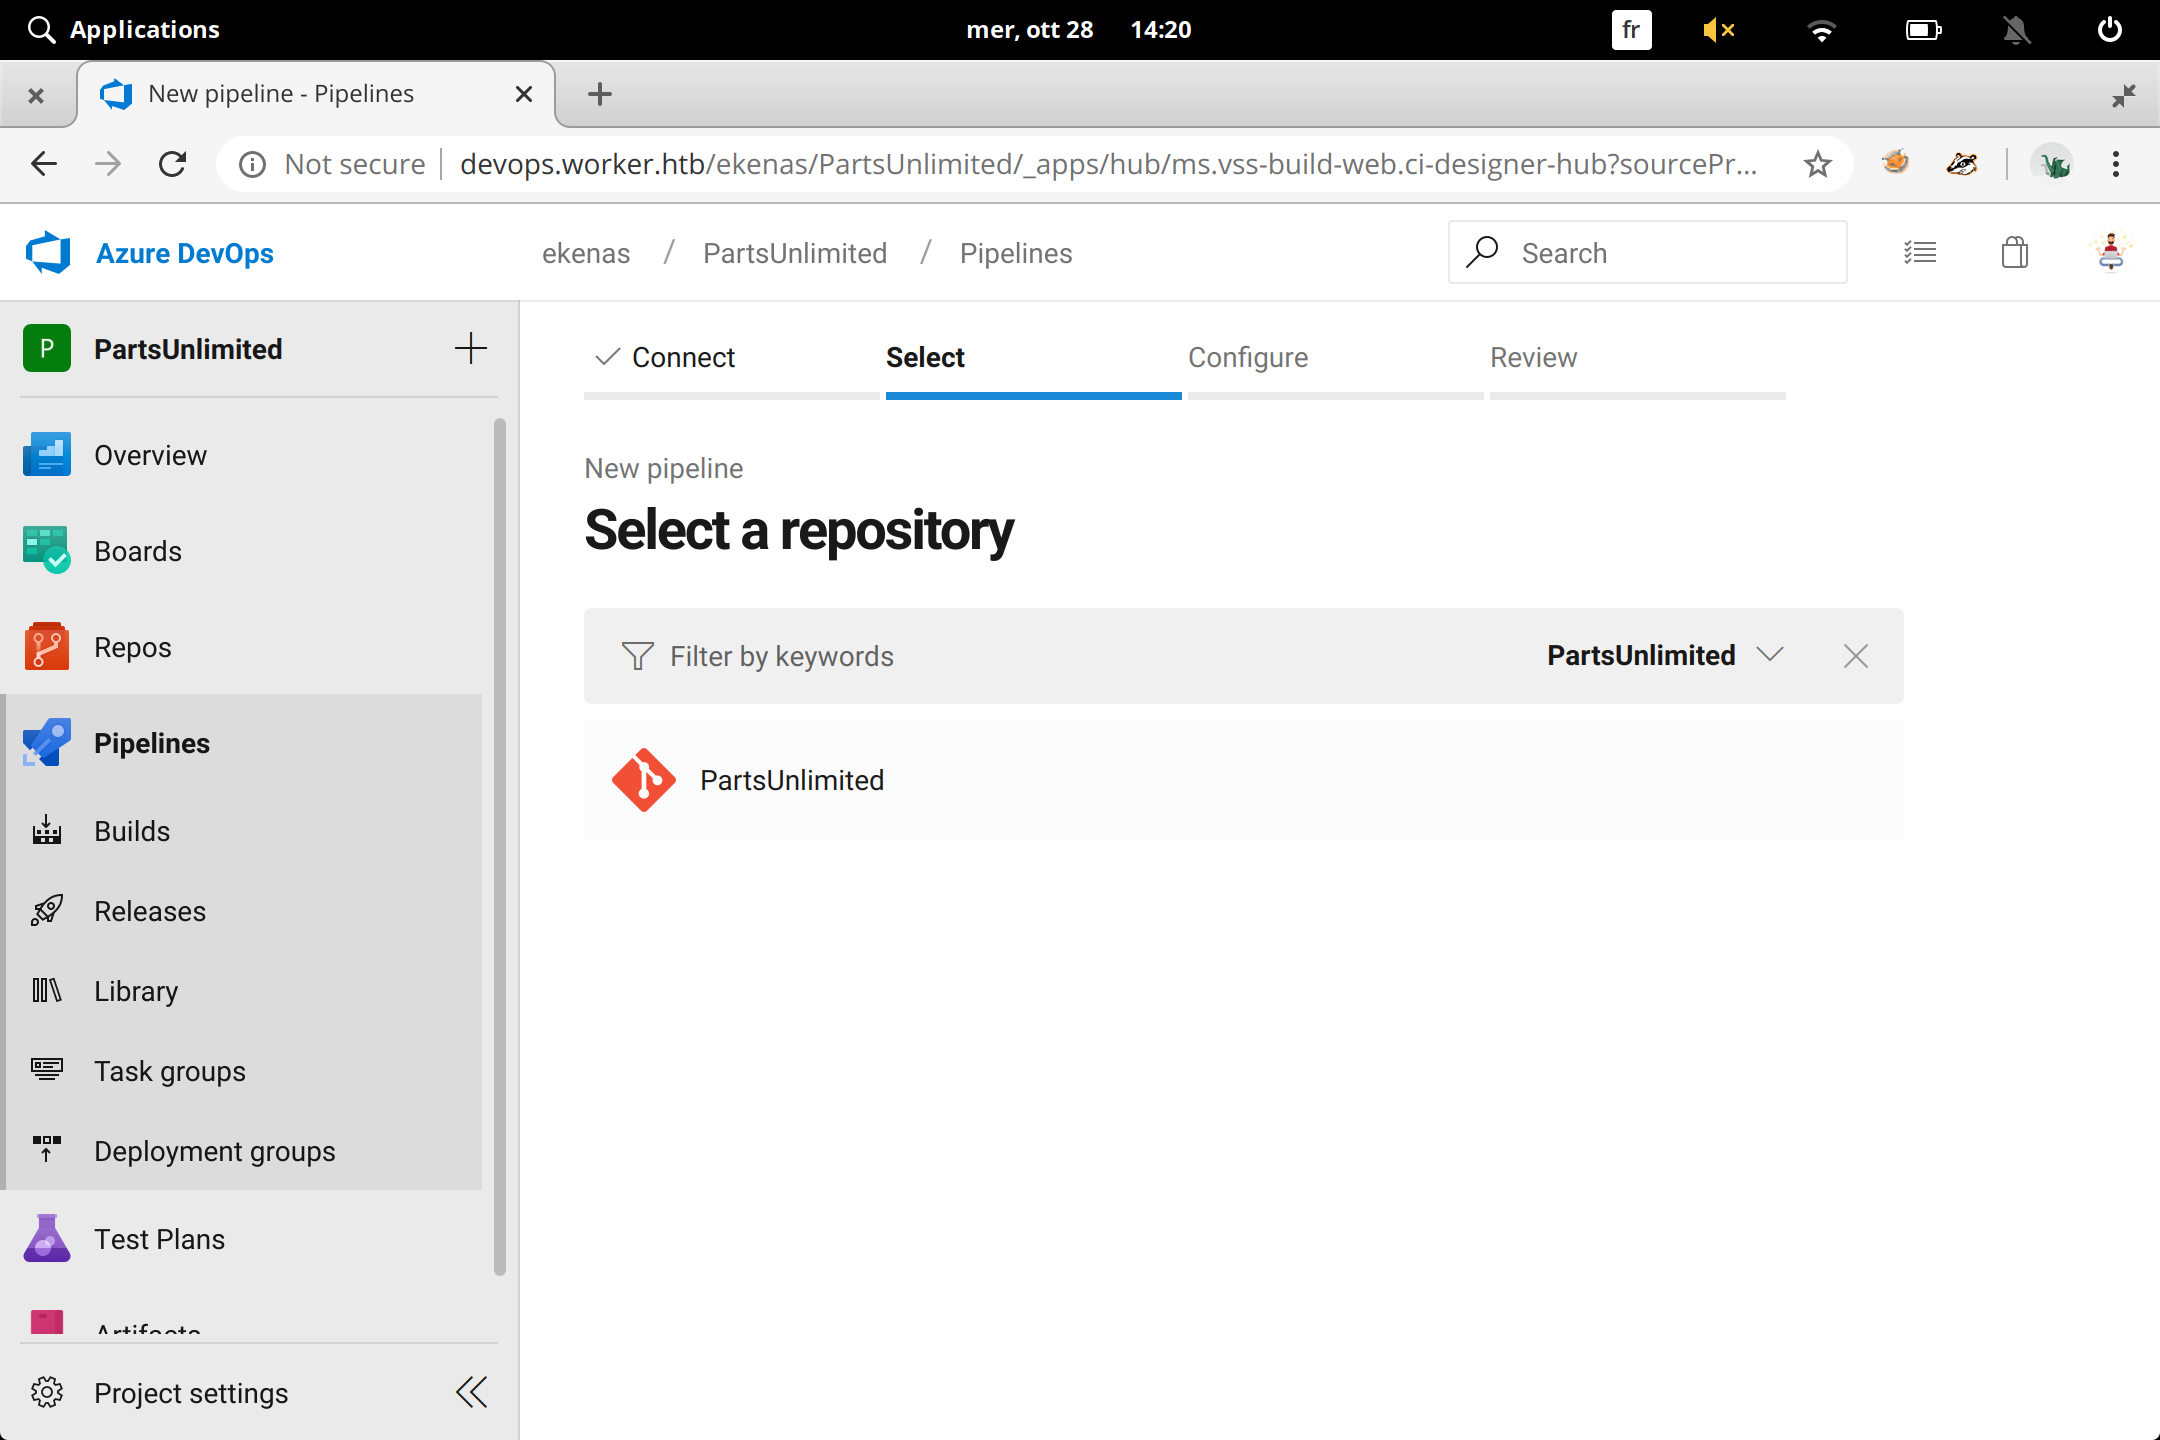 Applications
mer, ott 28 14:20
fr
New pipeline - Pipelines
Not secure
devops.worker.htb/ekenas/PartsUnlimited/_apps/hub/ms.vss-build-web.ci-designer-hub?sourcePr...
Azure DevOps
ekenas / PartsUnlimited / Pipelines
Search
P PartsUnlimited
Overview
Boards
Repos
Pipelines
Builds
Releases
Library
Task groups
Deployment groups
Test Plans
Artifacts
Project settings
Connect
Select
Configure
Review
New pipeline
Select a repository
Filter by keywords
PartsUnlimited
PartsUnlimited